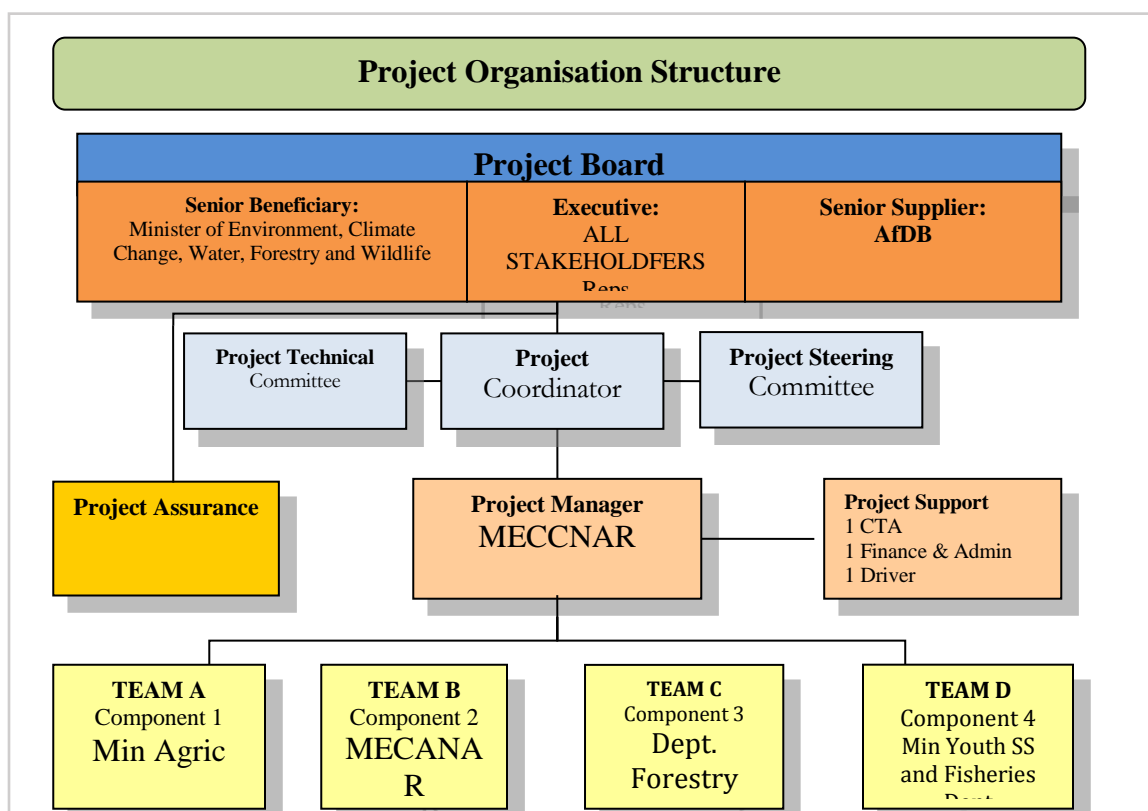 Project Organisation Structure
Project Board
Senior Beneficiary:
Minister of Environment, Climate
Change, Water, Forestry and Wildlife
Executive:
ALL
STAKEHOLDFERS
Reps
Senior Supplier:
AfDB
Project Technical
Committee
Project
Coordinator
Project Steering
Committee
Project Assurance
Project Manager
MECCNAR
Project Support
1 CTA
1 Finance & Admin
1 Driver
TEAM A
Component 1
Min Agric
TEAM B
Component 2
MECANA
R
TEAM C
Component 3
Dept.
Forestry
TEAM D
Component 4
Min Youth SS
and Fisheries
Dept